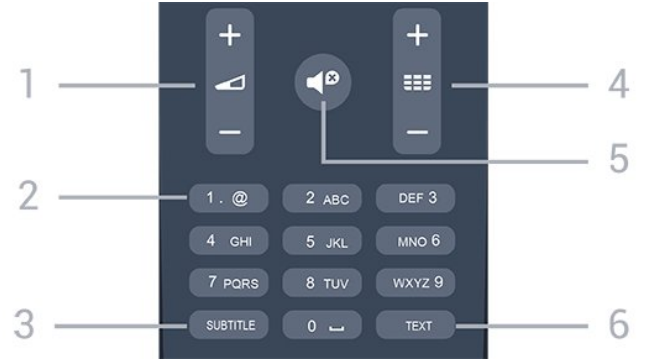 + +
1 4
- -
5
2 1 . @ 2 ABC DEF 3
4 GHI 5 JKL MNO 6
7 PQRS 8 TUV WXYZ 9
3 SUBTITLE 0 ⌴ TEXT 6